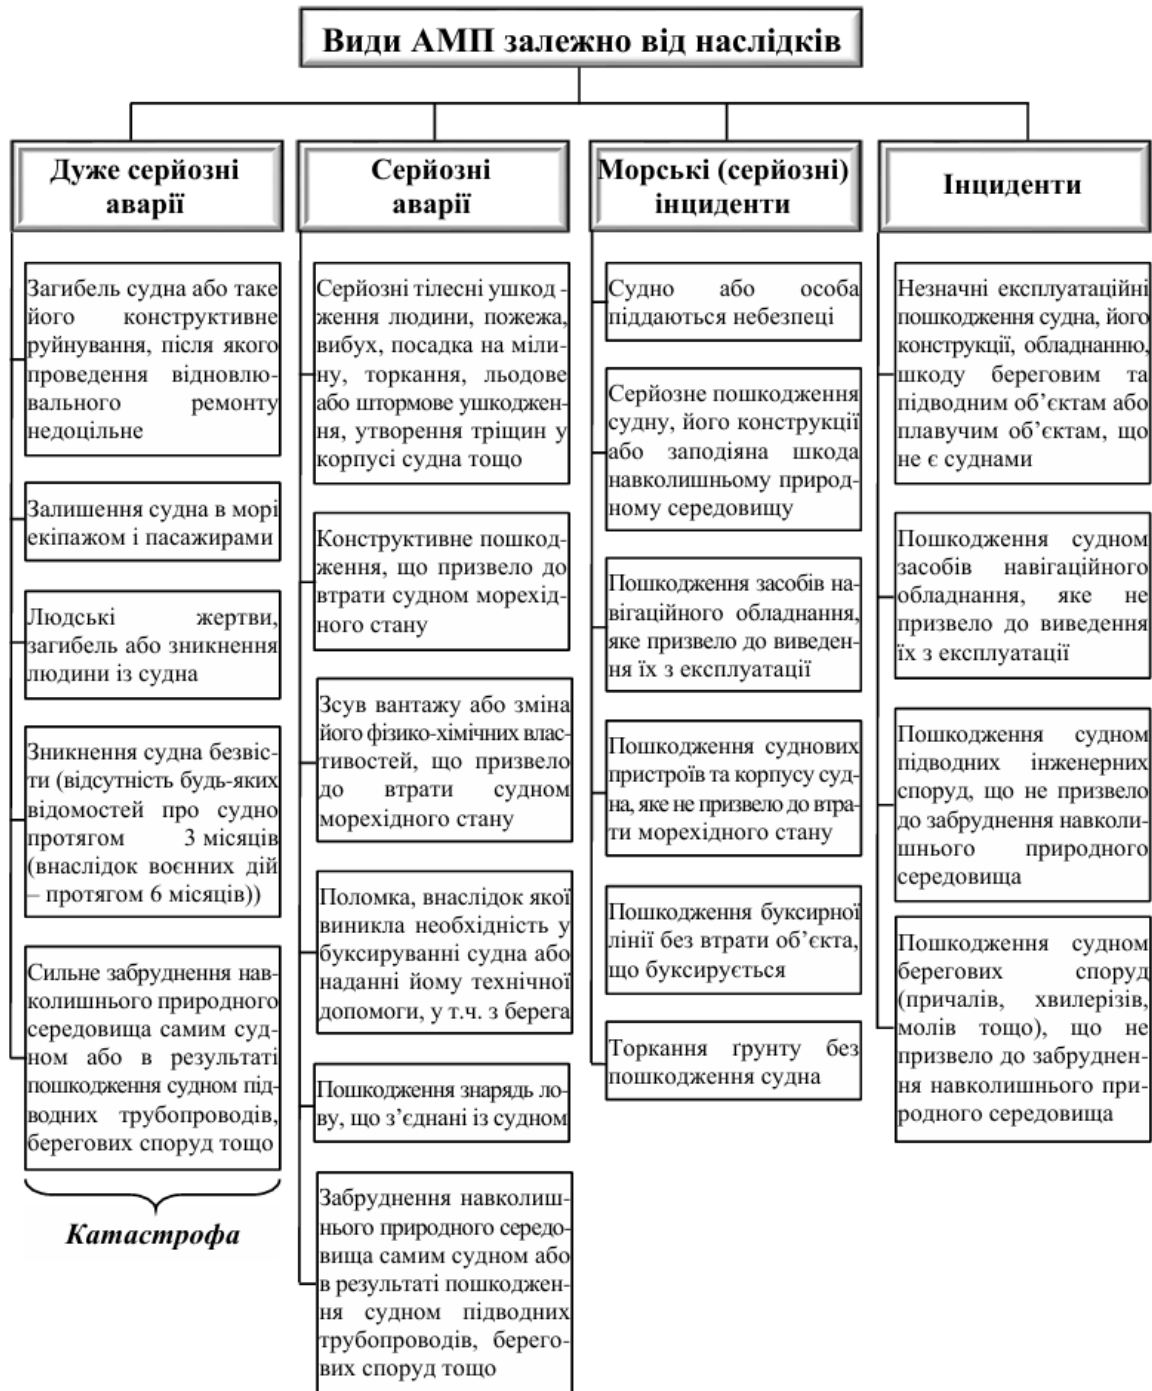 Види АМП залежно від наслідків
Дуже серйозні
аварії
Загибель судна або таке
його конструктивне
руйнування, після якого
проведення відновлю-
вального ремонту
недоцільне
Залишення судна в морі
екіпажом і пасажирами
Людські жертви,
загибель або зникнення
людини із судна
Зникнення судна безвіс-
ти (відсутність будь-яких
відомостей про судно
протягом 3 місяців
(внаслідок воєнних дій
– протягом 6 місяців))
Сильне забруднення нав-
колишнього природного
середовища самим суд-
ном або в результаті
пошкодження судном під-
водних трубопроводів,
берегових споруд тощо
Катастрофа
Серйозні
аварії
Серйозні тілесні ушкод -
ження людини, пожежа,
вибух, посадка на міли-
ну, торкання, льодове
або штормове ушкоджен-
ня, утворення тріщин у
корпусі судна тощо
Конструктивне пошкод-
ження, що призвело до
втрати судном морехід-
ного стану
Зсув вантажу або зміна
його фізико-хімічних влас-
тивостей, що призвело
до втрати судном
морехідного стану
Поломка, внаслідок якої
виникла необхідність у
буксируванні судна або
наданні йому технічної
допомоги, у т.ч. з берега
Пошкодження знарядь ло-
ву, що з’єднані із судном
Забруднення навколиш-
нього природного середо-
вища самим судном або
в результаті пошкоджен-
ня судном підводних
трубопроводів, берего-
вих споруд тощо
Морські (серйозні)
інциденти
Судно або особа
піддаються небезпеці
Серйозне пошкодження
судну, його конструкції
або заподіяна шкода
навколишньому природ-
ному середовищу
Пошкодження засобів на-
вігаційного обладнання,
яке призвело до виведен-
ня їх з експлуатації
Пошкодження суднових
пристроїв та корпусу суд-
на, яке не призвело до втра-
ти морехідного стану
Пошкодження буксирної
лінії без втрати об’єкта,
що буксирується
Торкання ґрунту без
пошкодження судна
Інциденти
Незначні експлуатаційні
пошкодження судна, його
конструкції, обладнанню,
шкоду береговим та
підводним об’єктам або
плавучим об’єктам, що
не є суднами
Пошкодження судном
засобів навігаційного
обладнання, яке не
призвело до виведення
їх з експлуатації
Пошкодження судном
підводних інженерних
споруд, що не призвело
до забруднення навколи-
шнього природного
середовища
Пошкодження судном
берегових споруд
(причалів, хвилерізів,
молів тощо), що не
призвело до забруднен-
ня навколишнього при-
родного середовища